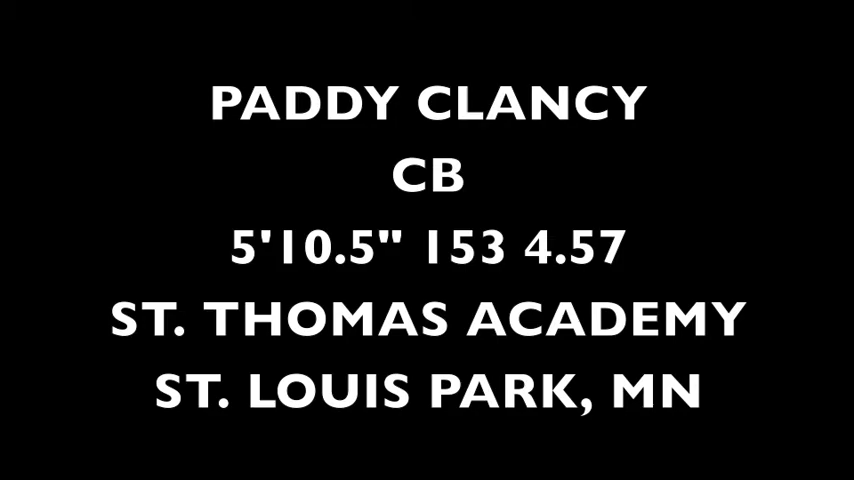 PADDY CLANCY
CB
5'10.5" 153 4.57
ST. THOMAS ACADEMY
ST. LOUIS PARK, MN